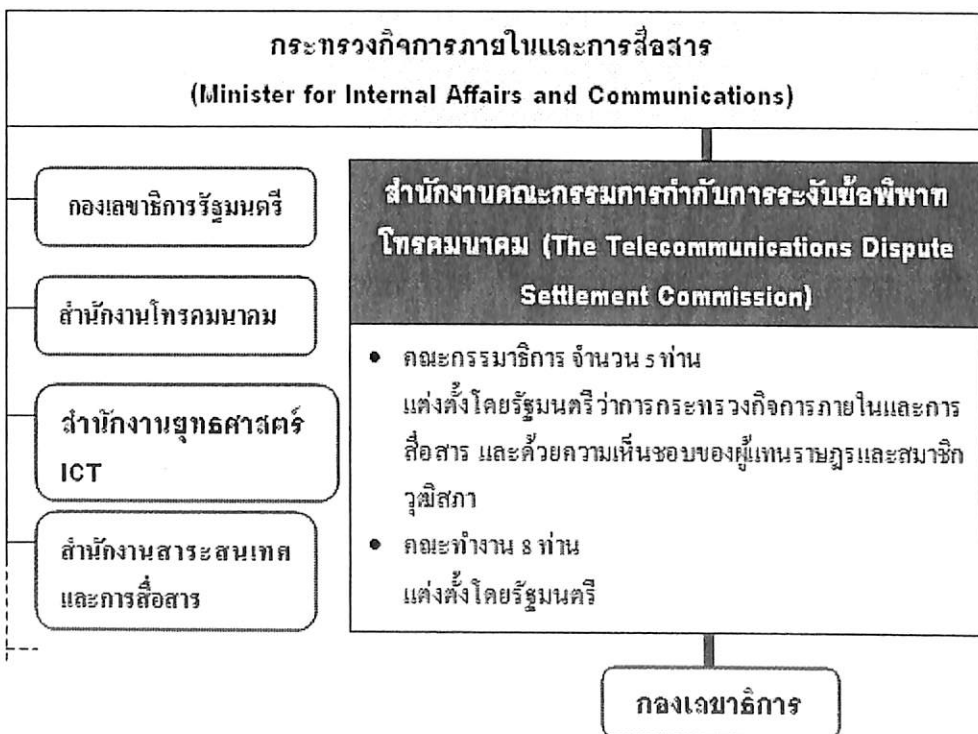 กระทรวงกิจการภายในและการสื่อสาร
(Minister for Internal Affairs and Communications)
กองเลขาธิการรัฐมนตรี
สำนักงานโทรคมนาคม
สำนักงานยุทธศาสตร์
ICT
สำนักงานสาระสนเทศ
และการสื่อสาร
สำนักงานคณะกรรมการกำกับการระงับข้อพิพาท
โทรคมนาคม (The Telecommunications Dispute
Settlement Commission)
• คณะกรรมาธิการ จำนวน 5 ท่าน
แต่งตั้งโดยรัฐมนตรีว่าการกระทรวงกิจการภายในและการ
สื่อสาร และด้วยความเห็นชอบของผู้แทนราษฎรและสมาชิก
วุฒิสภา
• คณะทำงาน 8 ท่าน
แต่งตั้งโดยรัฐมนตรี
กองเลขาธิการ